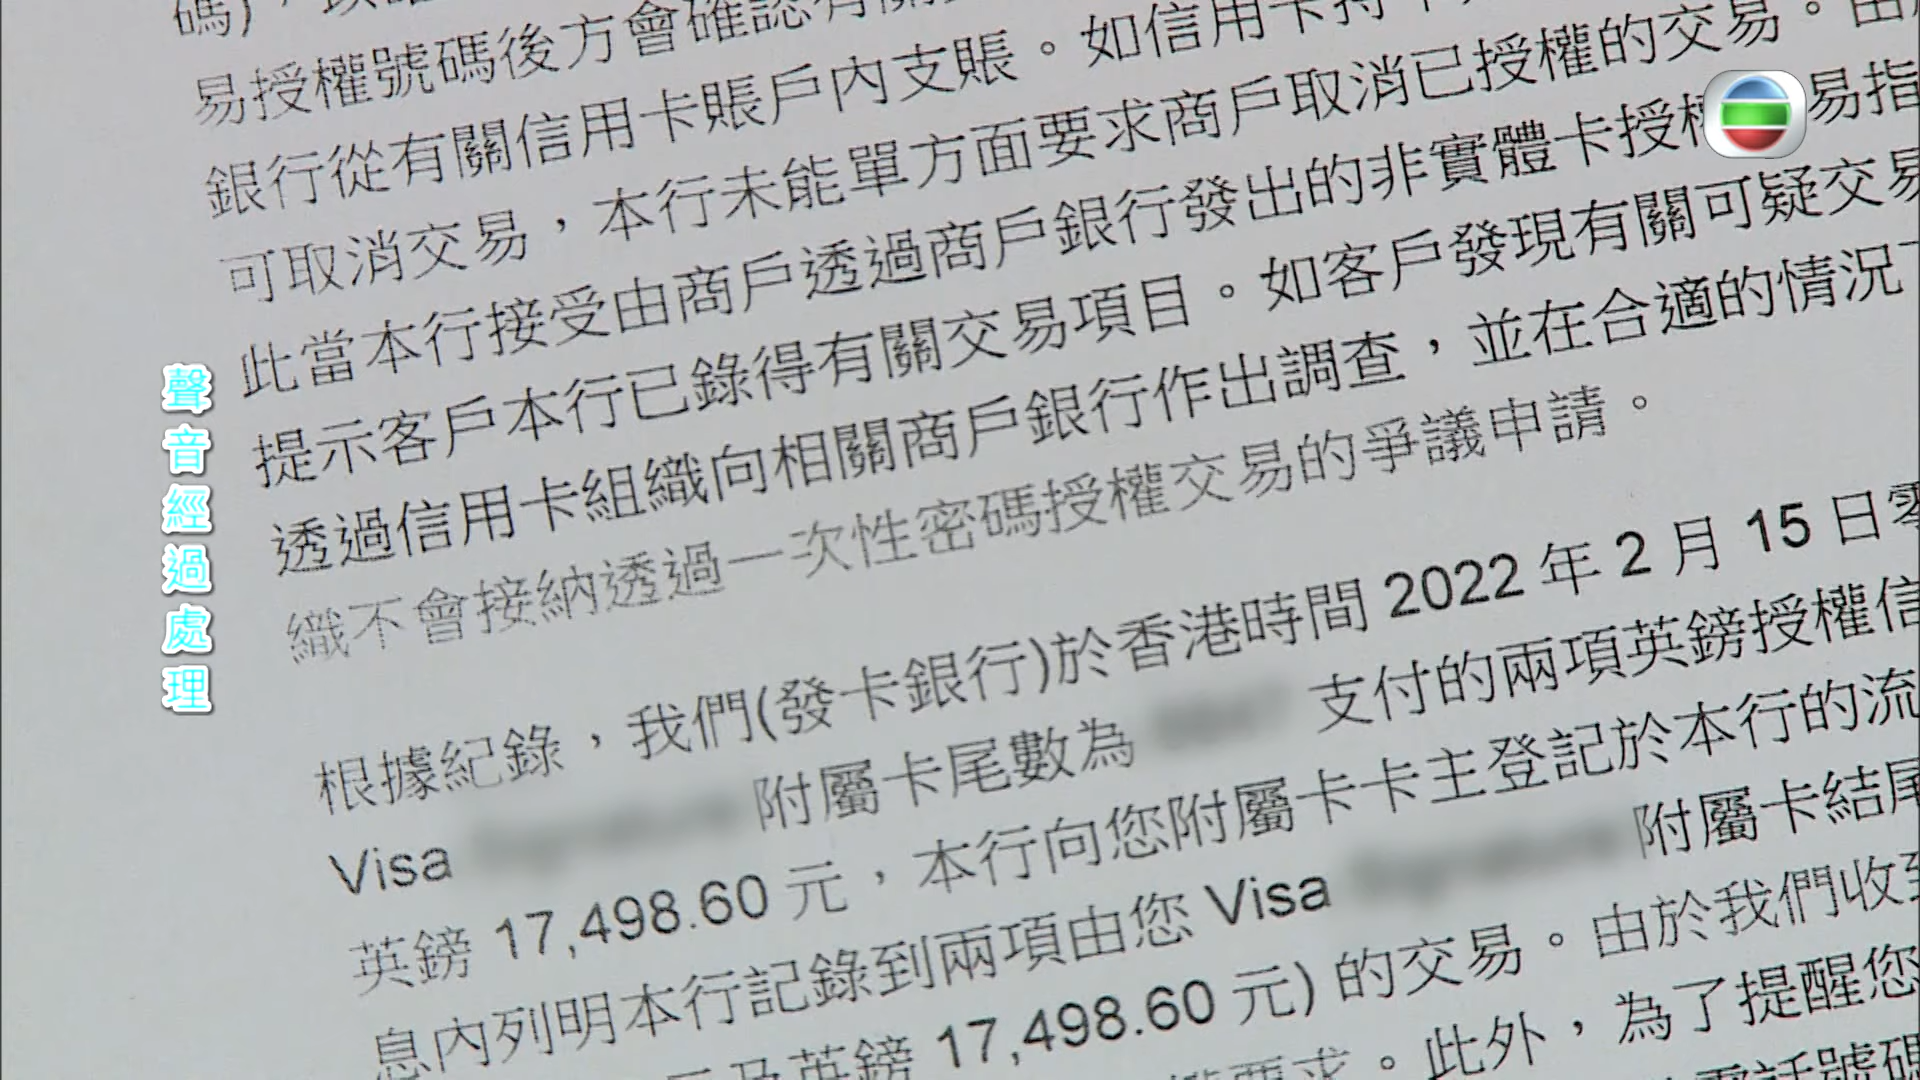 易授權號碼後方會確認有關
銀行從有關信用卡賬戶內支賬。如信用卡持
可取消交易，本行未能單方面要求商戶取消已授權的交易。由
此當本行接受由商戶透過商戶銀行發出的非實體卡授權 易指
提示客戶本行已錄得有關交易項目。如客戶發現有關可疑交易
透過信用卡組織向相關商戶銀行作出調查，並在合適的情況
織不會接納透過一次性密碼授權交易的爭議申請。
根據紀錄，我們(發卡銀行)於香港時間 2022 年 2 月 15 日零
Visa 附屬卡尾數為 支付的兩項英鎊授權信
英鎊 17,498.60 元，本行向您附屬卡卡主登記於本行的流
息內列明本行記錄到兩項由您 Visa 附屬卡結尾
及英鎊 17,498.60 元) 的交易。由於我們收到
要求。此外，為了提醒您
電話號碼
聲音經過處理